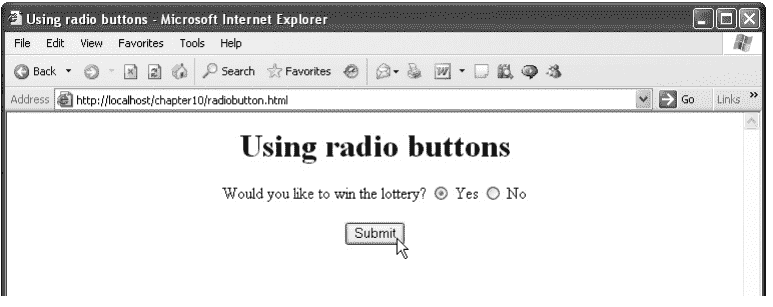 Using radio buttons - Microsoft Internet Explorer
File Edit View Favorites Tools Help
Back Search Favorites
Address http://localhost/chapter10/radiobutton.html Go Links »
Using radio buttons
Would you like to win the lottery? Yes No
Submit